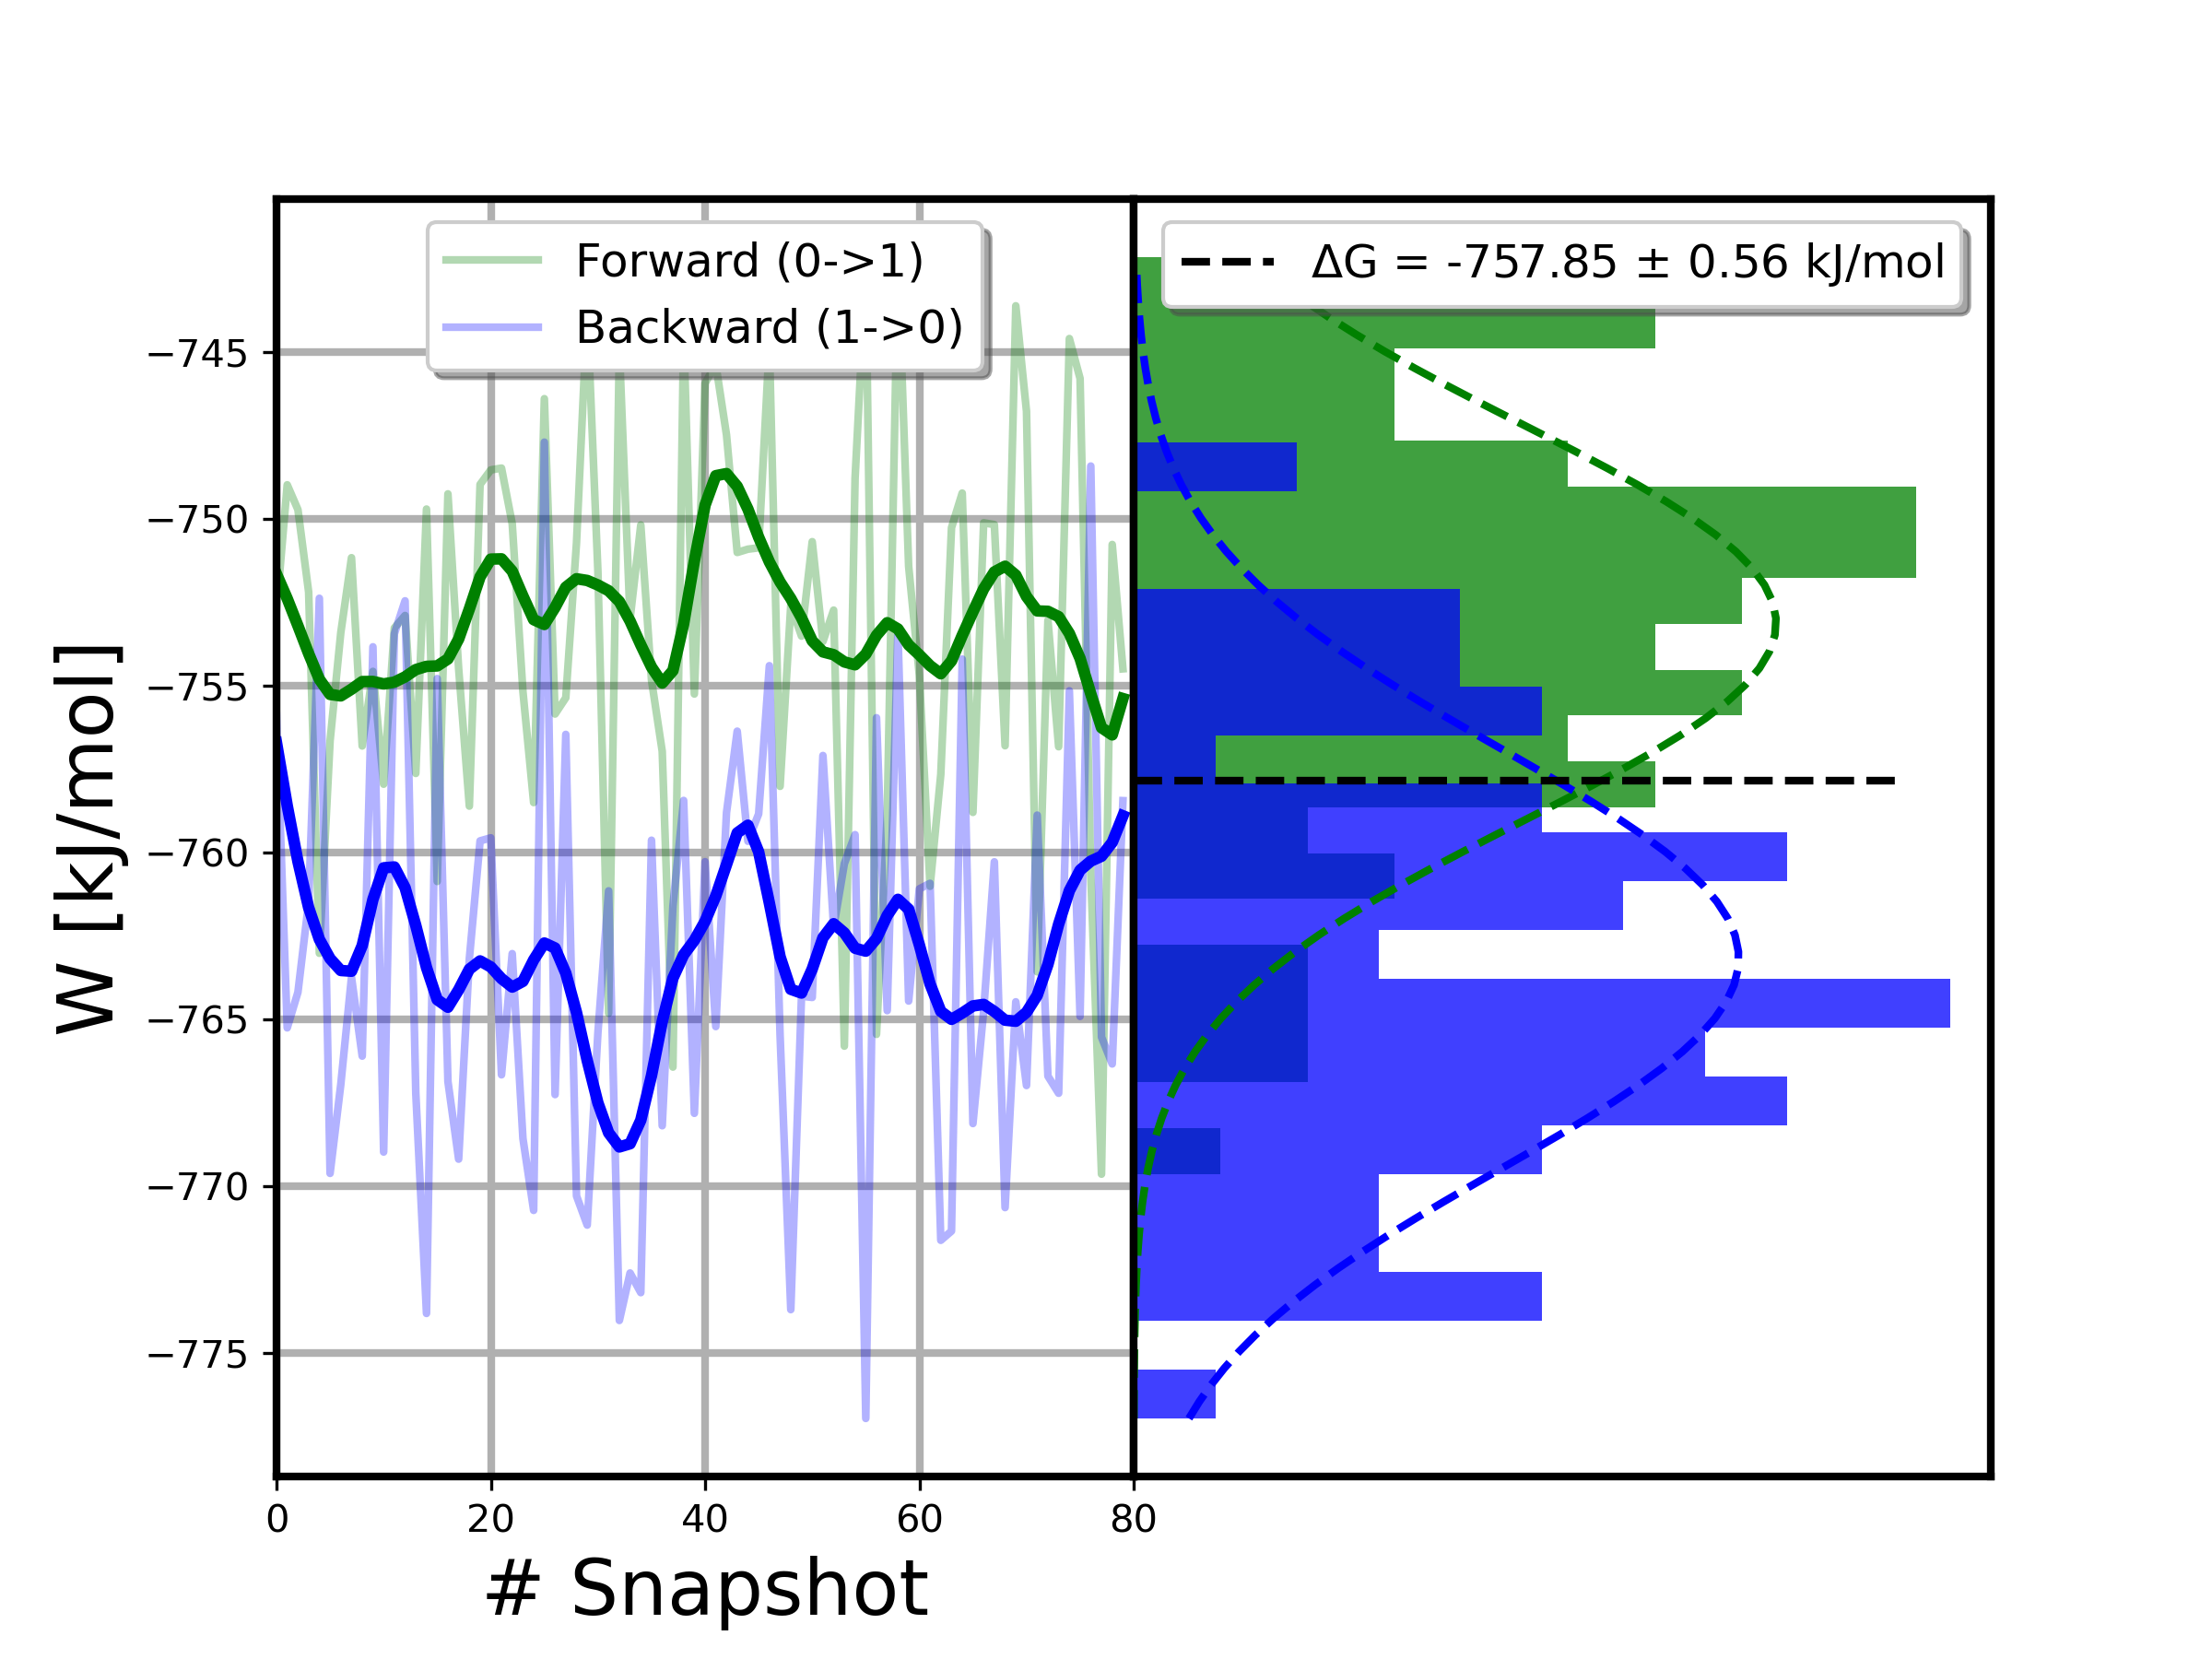 Forward (0->1)
Backward (1->0)
ΔG = -757.85 ± 0.56 kJ/mol
W [kJ/mol]
−745
−750
−755
−760
−765
−770
−775
0 20 40 60 80
# Snapshot